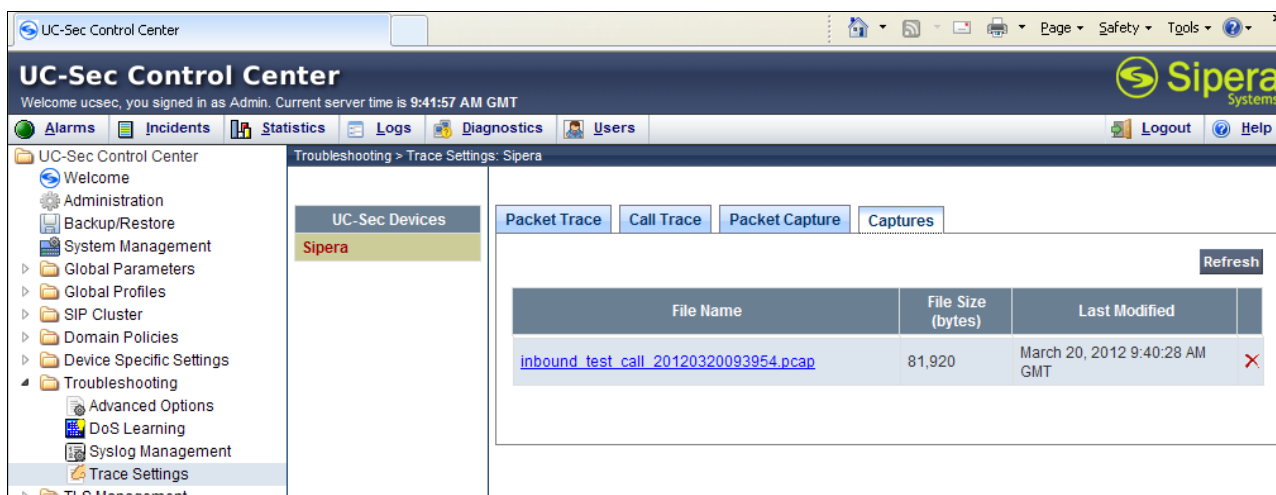 UC-Sec Control Center
Page Safety Tools
UC-Sec Control Center
Welcome ucsec, you signed in as Admin. Current server time is 9:41:57 AM GMT
Sipera
Systems
Alarms Incidents Statistics Logs Diagnostics Users Logout Help
UC-Sec Control Center
Welcome
Administration
Backup/Restore
System Management
Global Parameters
Global Profiles
SIP Cluster
Domain Policies
Device Specific Settings
Troubleshooting
Advanced Options
DoS Learning
Syslog Management
Trace Settings
TLS Management
Troubleshooting > Trace Settings: Sipera
UC-Sec Devices
Sipera
Packet Trace Call Trace Packet Capture Captures
Refresh
File Name File Size (bytes) Last Modified
inbound_test_call_20120320093954.pcap 81,920 March 20, 2012 9:40:28 AM GMT